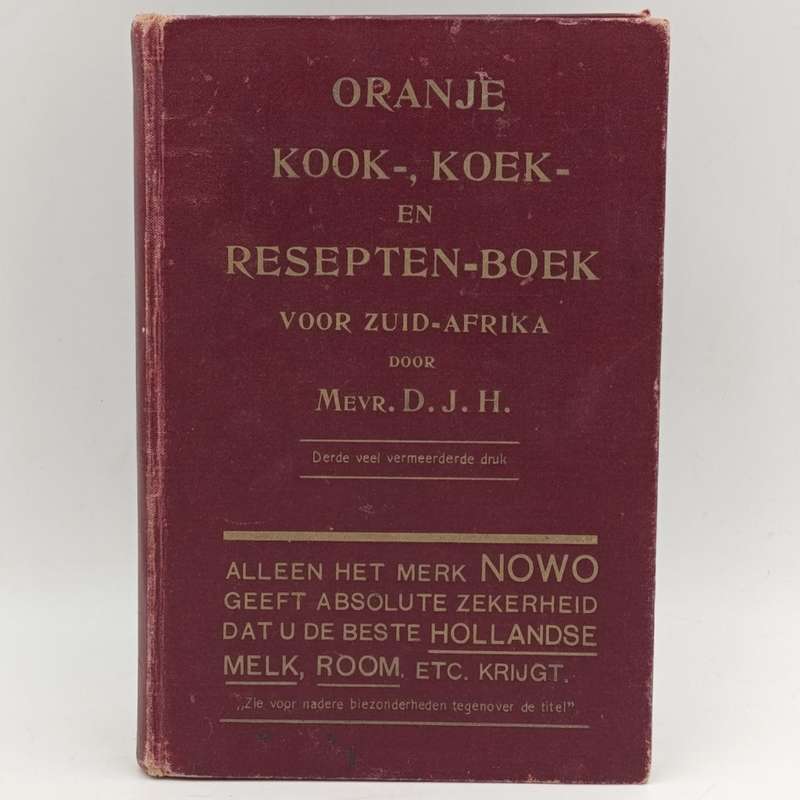 ORANJE
KOOK-, KOEK-
EN
RESEPTEN-BOEK
VOOR ZUID-AFRIKA
DOOR
MEVR. D. J. H.
Derde veel vermeerderde druk
ALLEEN HET MERK NOWO
GEEFT ABSOLUTE ZEKERHEID
DAT U DE BESTE HOLLANDSE
MELK, ROOM, ETC. KRIJGT.
„Zie voor nadere biezonderheden tegenover de titel"